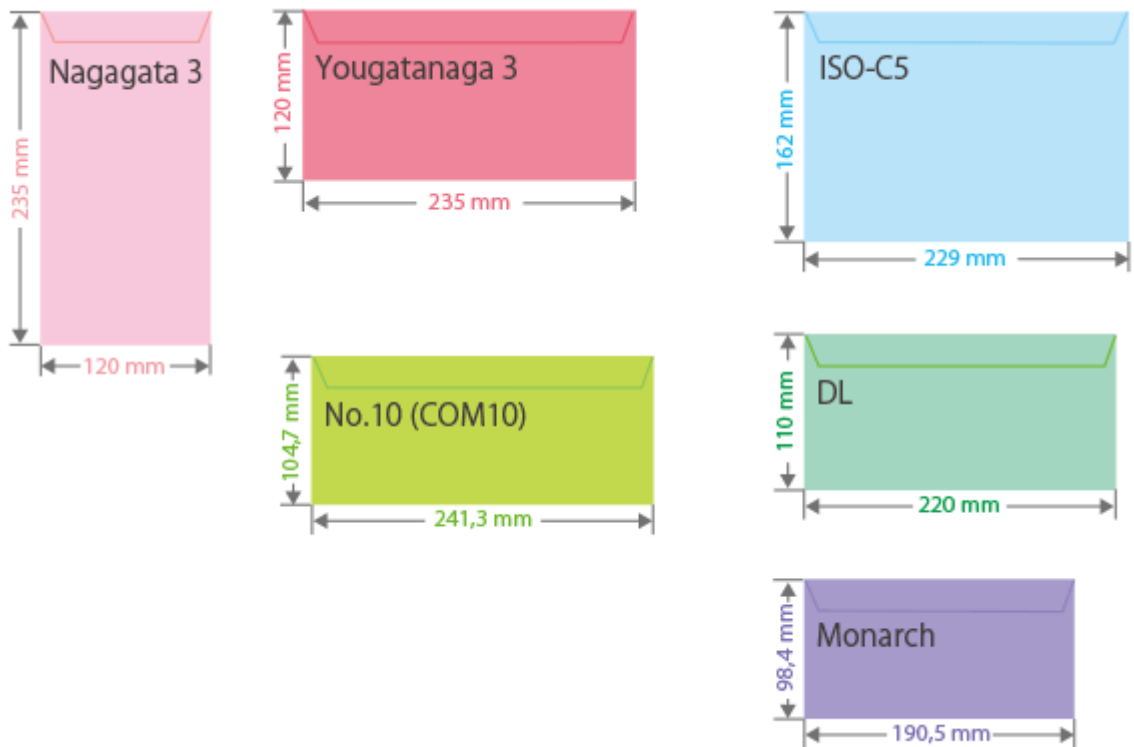 Nagagata 3
235 mm
120 mm
Yougatanaga 3
120 mm
235 mm
ISO-C5
162 mm
229 mm
No.10 (COM10)
104,7 mm
241,3 mm
DL
110 mm
220 mm
Monarch
98,4 mm
190,5 mm